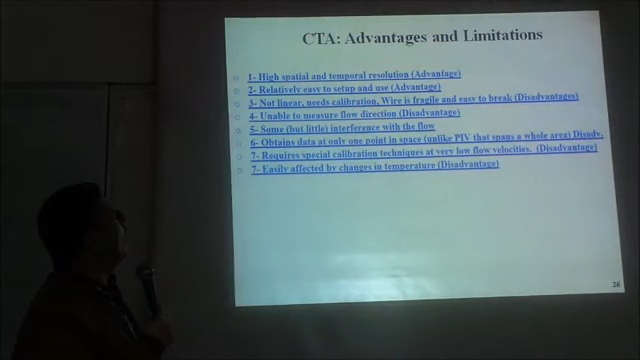 CTA: Advantages and Limitations
1- High spatial and temporal resolution (Advantage)
2- Relatively easy to setup and use (Advantage)
3- Not linear, needs calibration, Wire is fragile and easy to break (Disadvantages)
4- Unable to measure flow direction (Disadvantage)
5- Some (but little) interference with the flow
6- Obtains data at only one point in space (unlike PIV that spans a whole area) Disadv.
7- Requires special calibration techniques at very low flow velocities. (Disadvantage)
7- Easily affected by changes in temperature (Disadvantage)
26